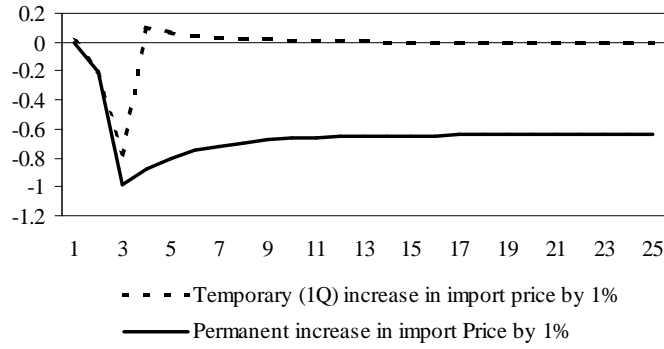 0.2
0
-0.2
-0.4
-0.6
-0.8
-1
-1.2
1 3 5 7 9 11 13 15 17 19 21 23 25
Temporary (1Q) increase in import price by 1%
Permanent increase in import Price by 1%